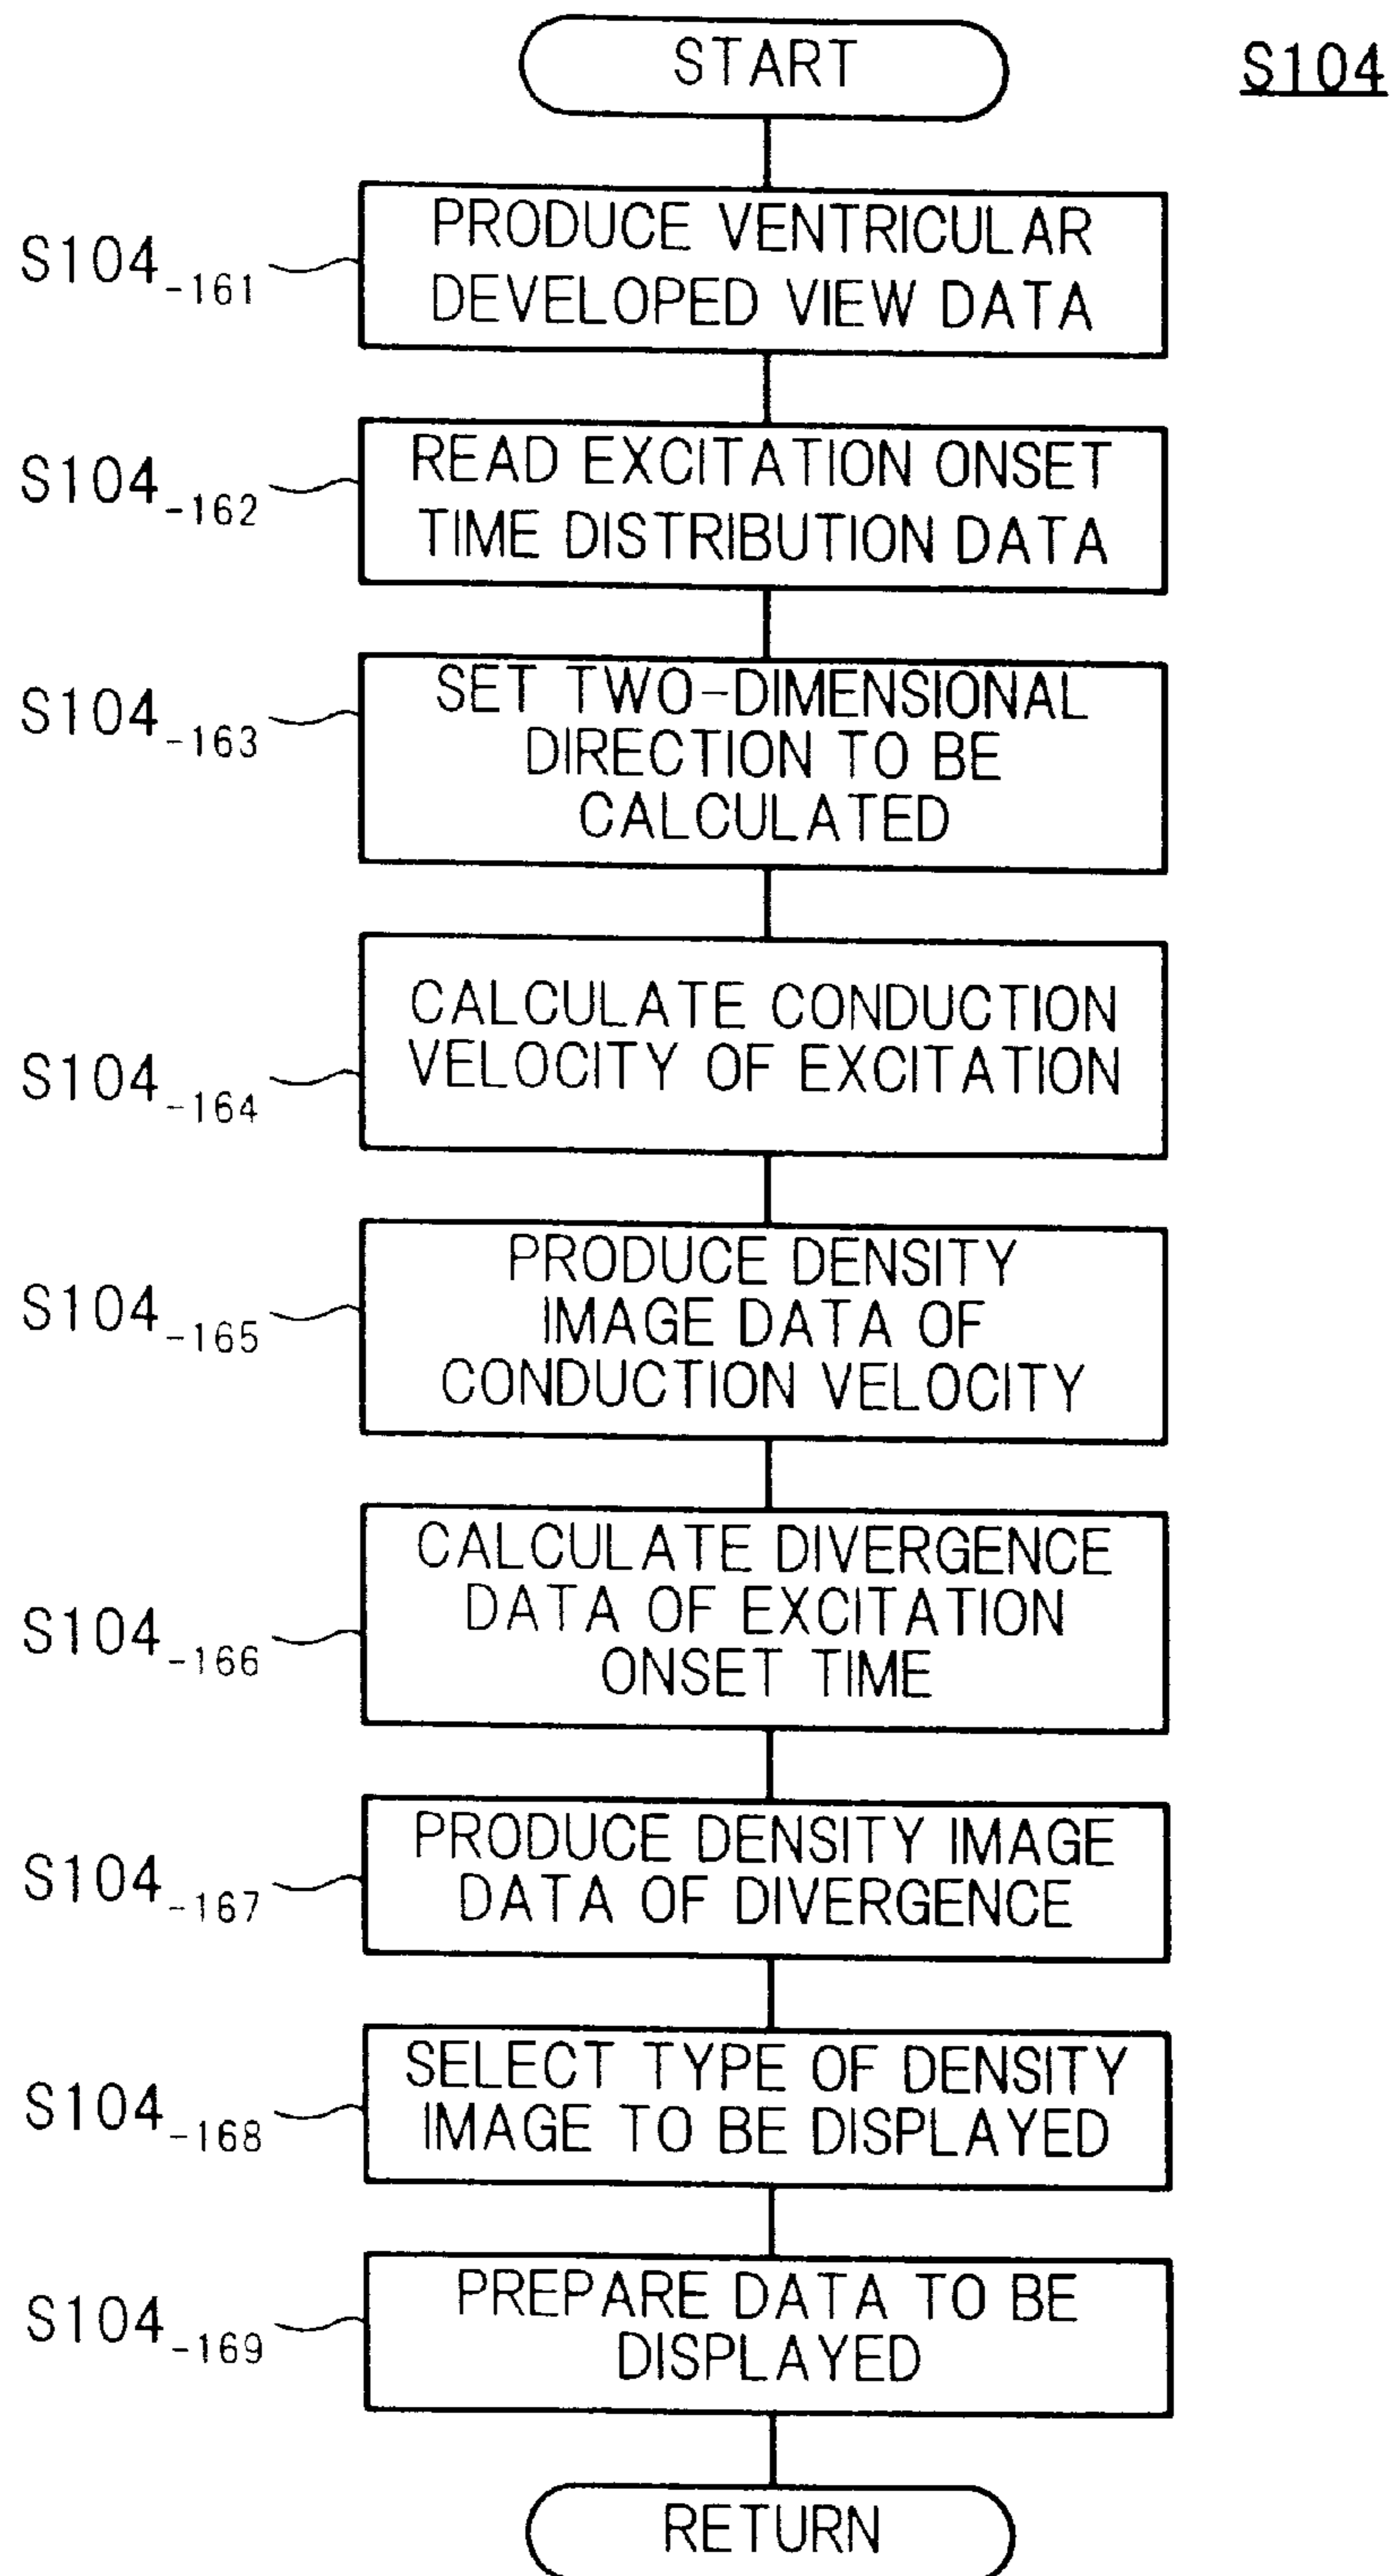 START
S104
S104-161
PRODUCE VENTRICULAR
DEVELOPED VIEW DATA
S104-162
READ EXCITATION ONSET
TIME DISTRIBUTION DATA
S104-163
SET TWO-DIMENSIONAL
DIRECTION TO BE
CALCULATED
S104-164
CALCULATE CONDUCTION
VELOCITY OF EXCITATION
S104-165
PRODUCE DENSITY
IMAGE DATA OF
CONDUCTION VELOCITY
S104-166
CALCULATE DIVERGENCE
DATA OF EXCITATION
ONSET TIME
S104-167
PRODUCE DENSITY IMAGE
DATA OF DIVERGENCE
S104-168
SELECT TYPE OF DENSITY
IMAGE TO BE DISPLAYED
S104-169
PREPARE DATA TO BE
DISPLAYED
RETURN